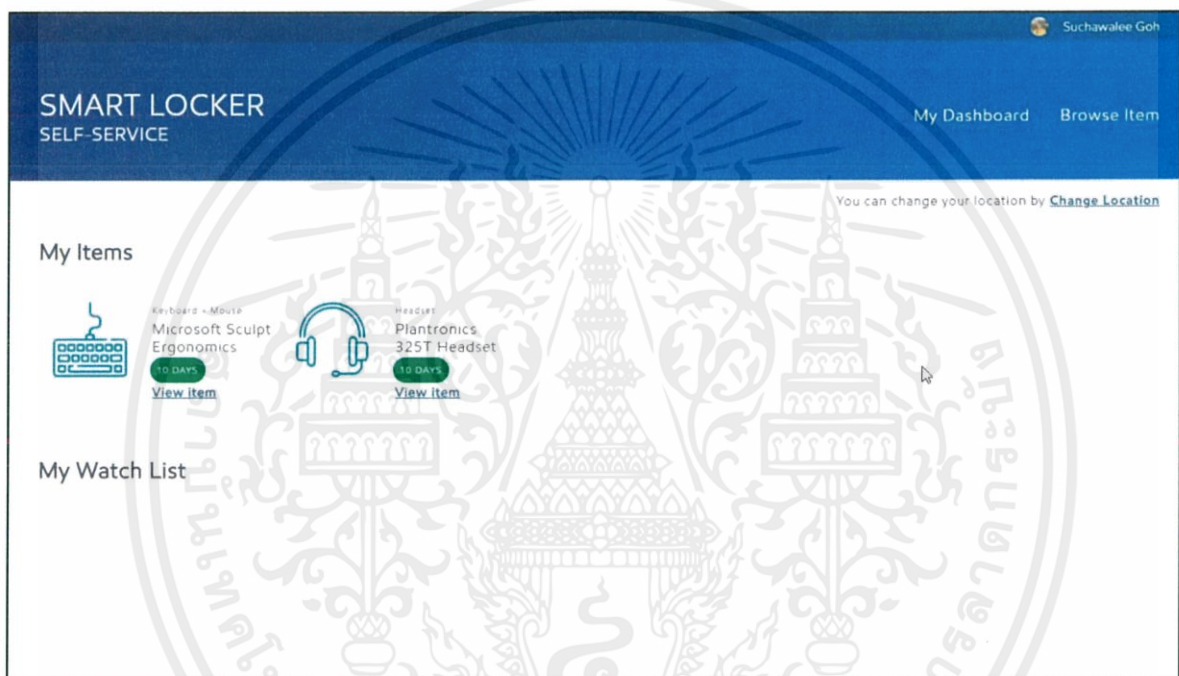 Suchawalee Goh
SMART LOCKER
SELF-SERVICE
My Dashboard Browse Item
You can change your location by Change Location
My Items
Keyboard + Mouse
Microsoft Sculpt
Ergonomics
10 DAYS
View item
Headset
Plantronics
325T Headset
10 DAYS
View item
My Watch List